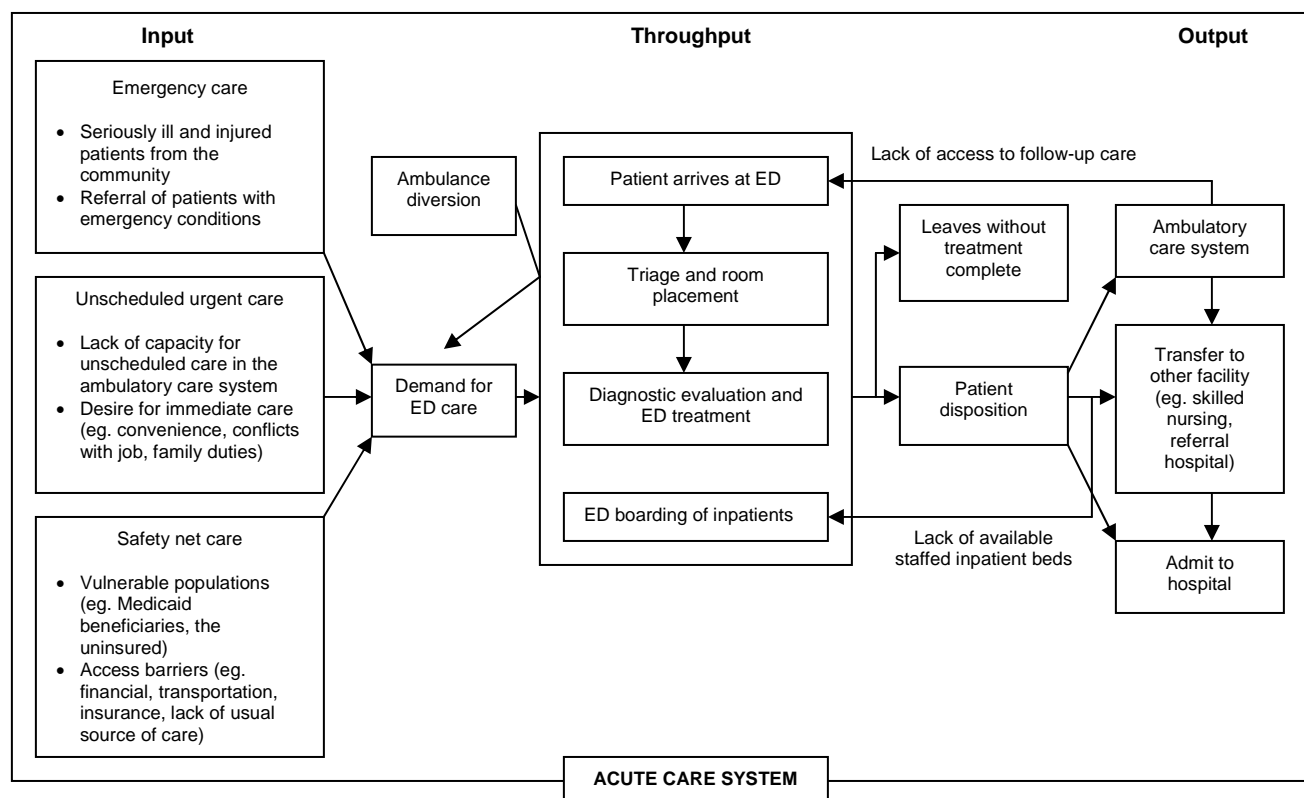 Input
Throughput
Output
Emergency care
• Seriously ill and injured
patients from the
community
• Referral of patients with
emergency conditions
Unscheduled urgent care
• Lack of capacity for
unscheduled care in the
ambulatory care system
• Desire for immediate care
(eg. convenience, conflicts
with job, family duties)
Safety net care
• Vulnerable populations
(eg. Medicaid
beneficiaries, the
uninsured)
• Access barriers (eg.
financial, transportation,
insurance, lack of usual
source of care)
Ambulance
diversion
Demand for
ED care
Patient arrives at ED
Triage and room
placement
Diagnostic evaluation and
ED treatment
ED boarding of inpatients
Lack of access to follow-up care
Leaves without
treatment
complete
Patient
disposition
Lack of available
staffed inpatient beds
Ambulatory
care system
Transfer to
other facility
(eg. skilled
nursing,
referral
hospital)
Admit to
hospital
ACUTE CARE SYSTEM